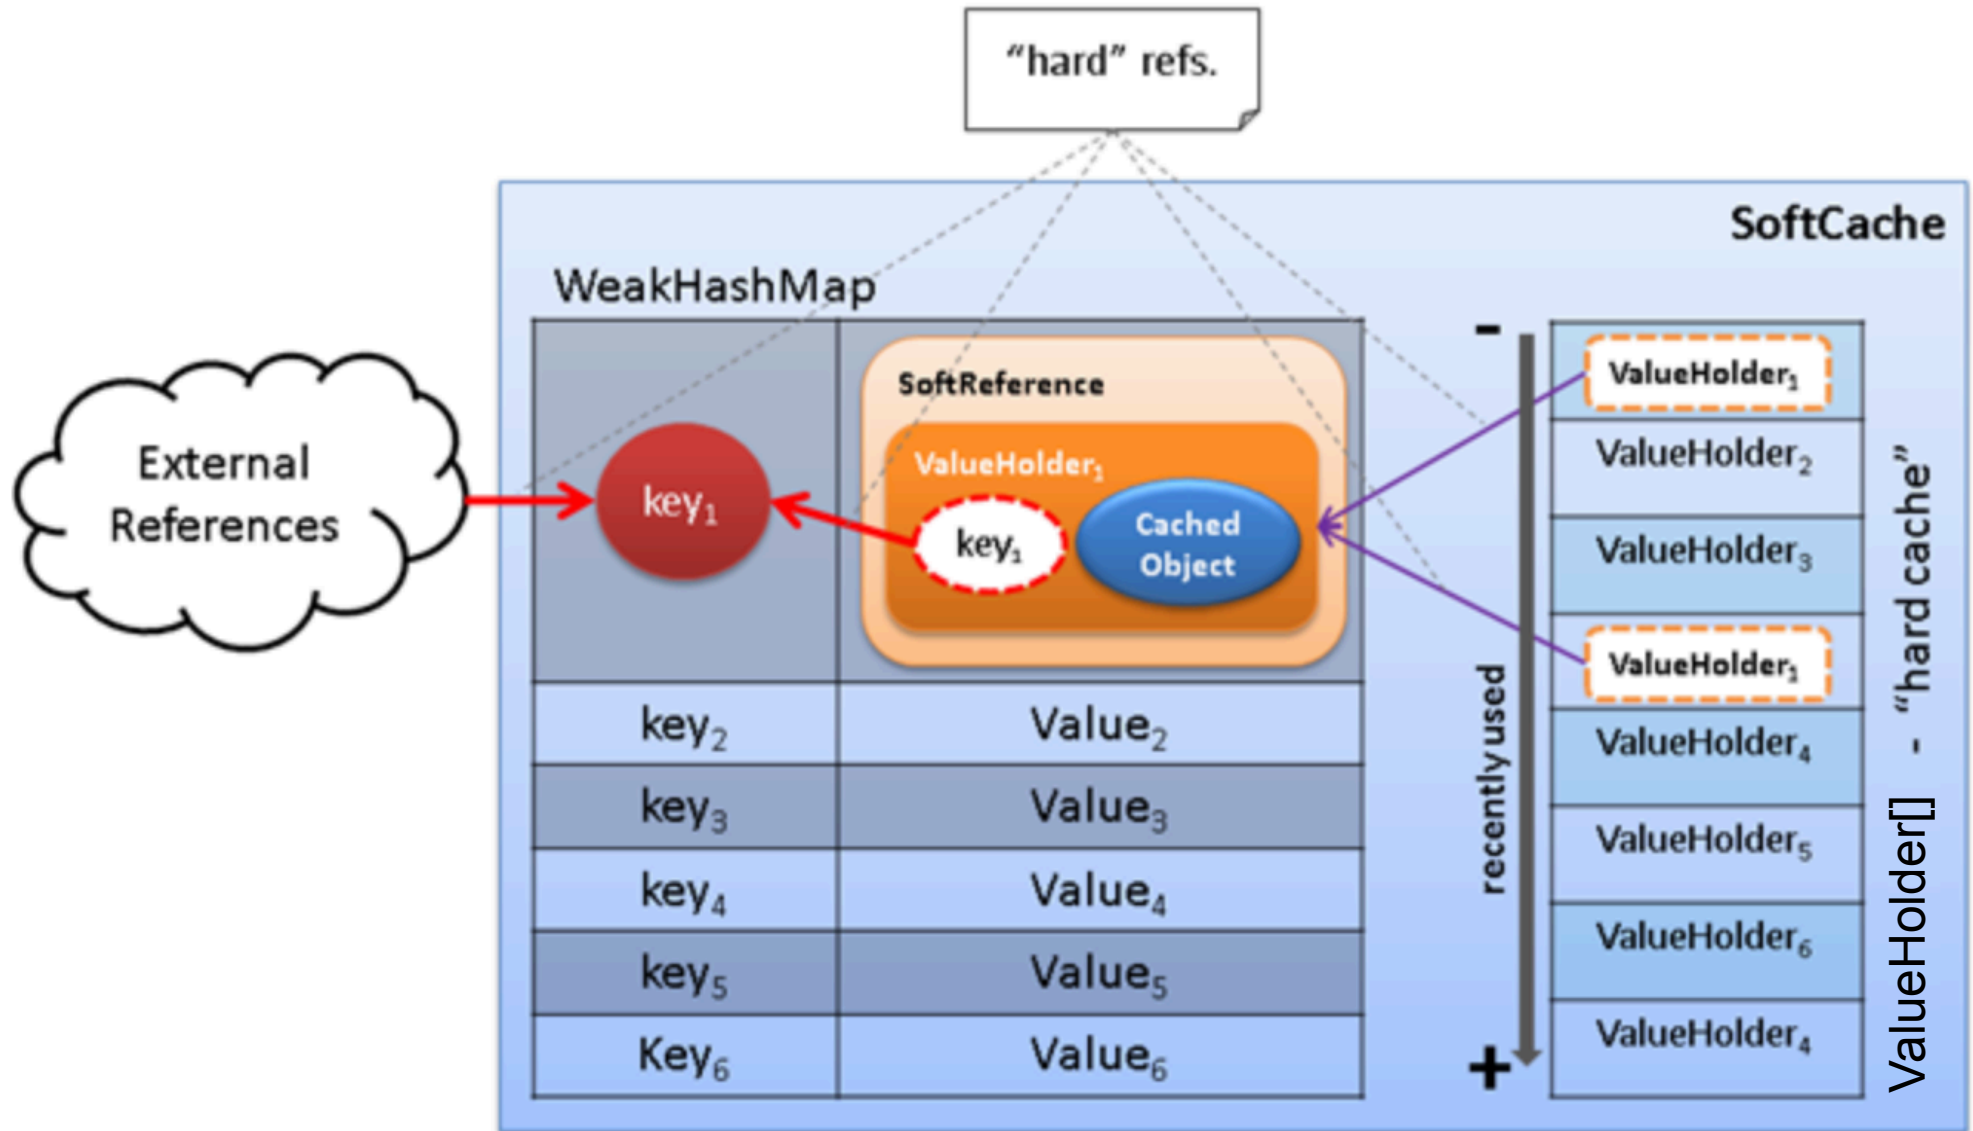 “hard” refs.
SoftCache
WeakHashMap
External
References
key₁
SoftReference
ValueHolder₁
key₁
Cached
Object
key₂ Value₂
key₃ Value₃
key₄ Value₄
key₅ Value₅
Key₆ Value₆
-
recently used
+
ValueHolder₁
ValueHolder₂
ValueHolder₃
ValueHolder₁
ValueHolder₄
ValueHolder₅
ValueHolder₆
ValueHolder₄
ValueHolder[] - “hard cache”